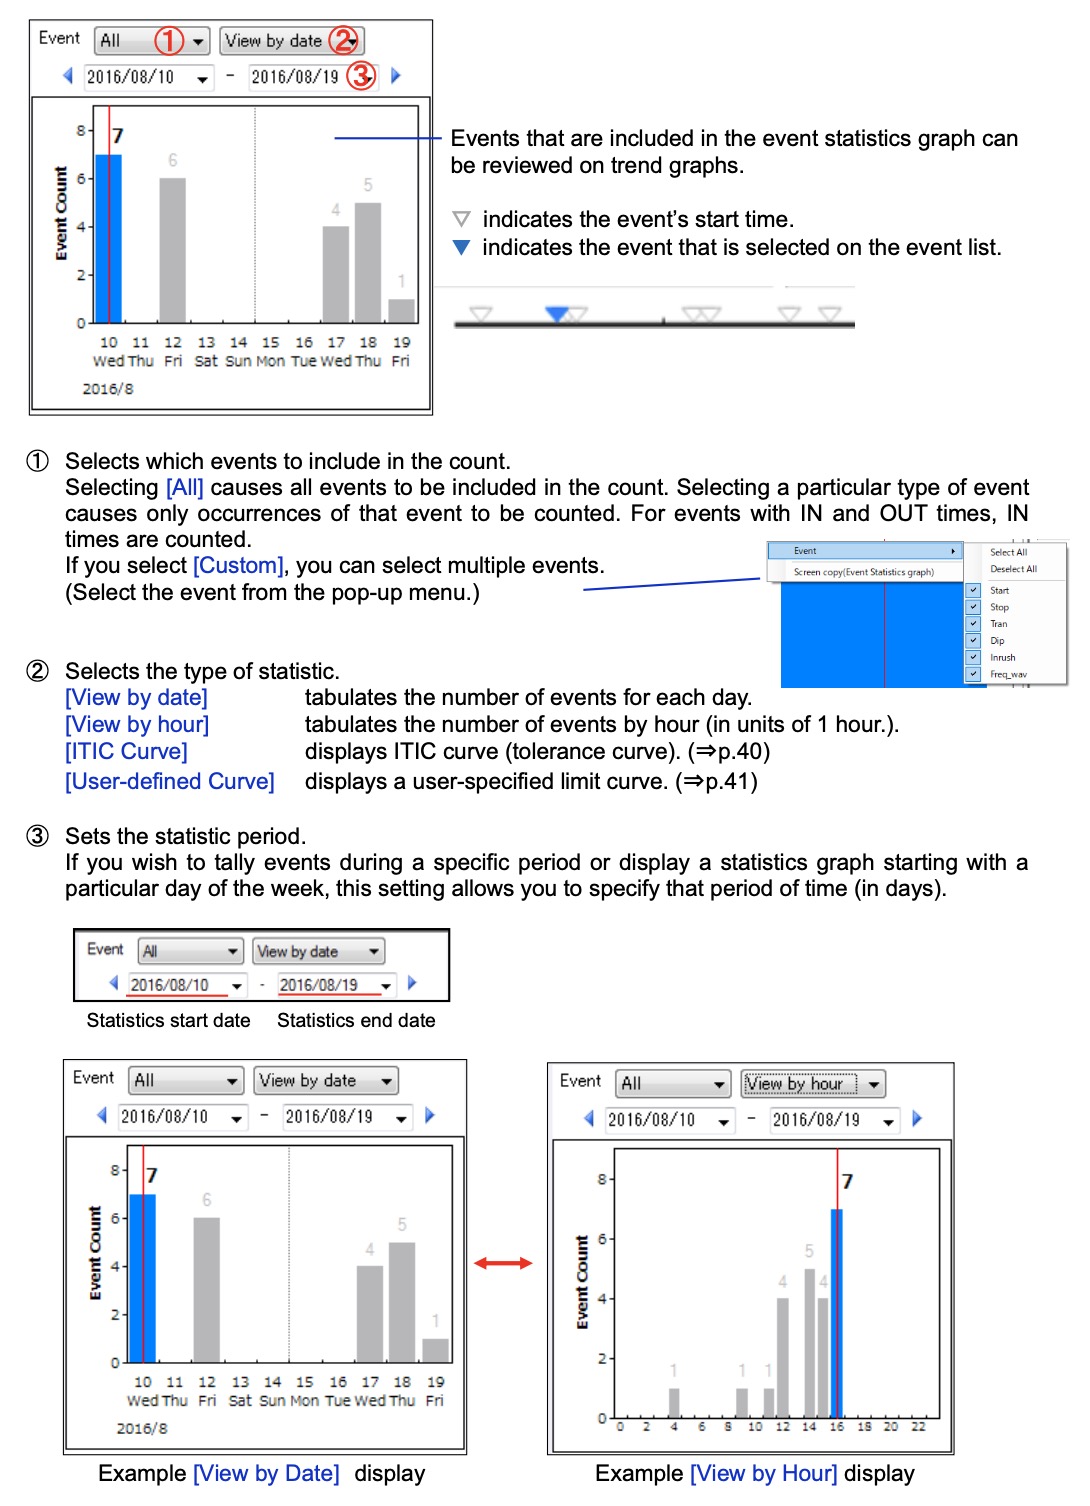 Event All ① View by date ②
2016/08/10 - 2016/08/19 ③
Event Count
8
6
4
2
0
7
6
4
5
1
10 11 12 13 14 15 16 17 18 19
Wed Thu Fri Sat Sun Mon Tue Wed Thu Fri
2016/8
Events that are included in the event statistics graph can
be reviewed on trend graphs.
▽ indicates the event's start time.
▼ indicates the event that is selected on the event list.
① Selects which events to include in the count.
Selecting [All] causes all events to be included in the count. Selecting a particular type of event
causes only occurrences of that event to be counted. For events with IN and OUT times, IN
times are counted.
If you select [Custom], you can select multiple events.
(Select the event from the pop-up menu.)
Event
Screen copy(Event Statistics graph)
Select All
Deselect All
Start
Stop
Tran
Dip
Inrush
Freq_wav
② Selects the type of statistic.
[View by date] tabulates the number of events for each day.
[View by hour] tabulates the number of events by hour (in units of 1 hour.).
[ITIC Curve] displays ITIC curve (tolerance curve). (⇒p.40)
[User-defined Curve] displays a user-specified limit curve. (⇒p.41)
③ Sets the statistic period.
If you wish to tally events during a specific period or display a statistics graph starting with a
particular day of the week, this setting allows you to specify that period of time (in days).
Event All View by date
2016/08/10 - 2016/08/19
Statistics start date Statistics end date
Event All View by date
2016/08/10 - 2016/08/19
Event Count
8
6
4
2
0
7
6
4
5
1
10 11 12 13 14 15 16 17 18 19
Wed Thu Fri Sat Sun Mon Tue Wed Thu Fri
2016/8
Example [View by Date] display
Event All View by hour
2016/08/10 - 2016/08/19
Event Count
8
6
4
2
0
1
1
1
4
5
4
7
0 2 4 6 8 10 12 14 16 18 20 22
Example [View by Hour] display